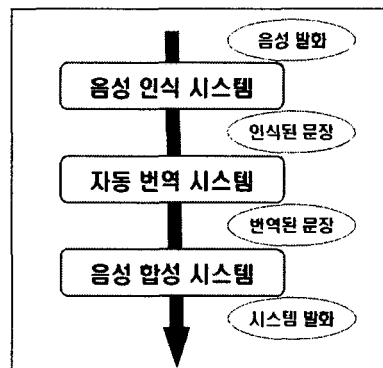 음성 발화
음성 인식 시스템
인식된 문장
자동 번역 시스템
번역된 문장
음성 합성 시스템
시스템 발화